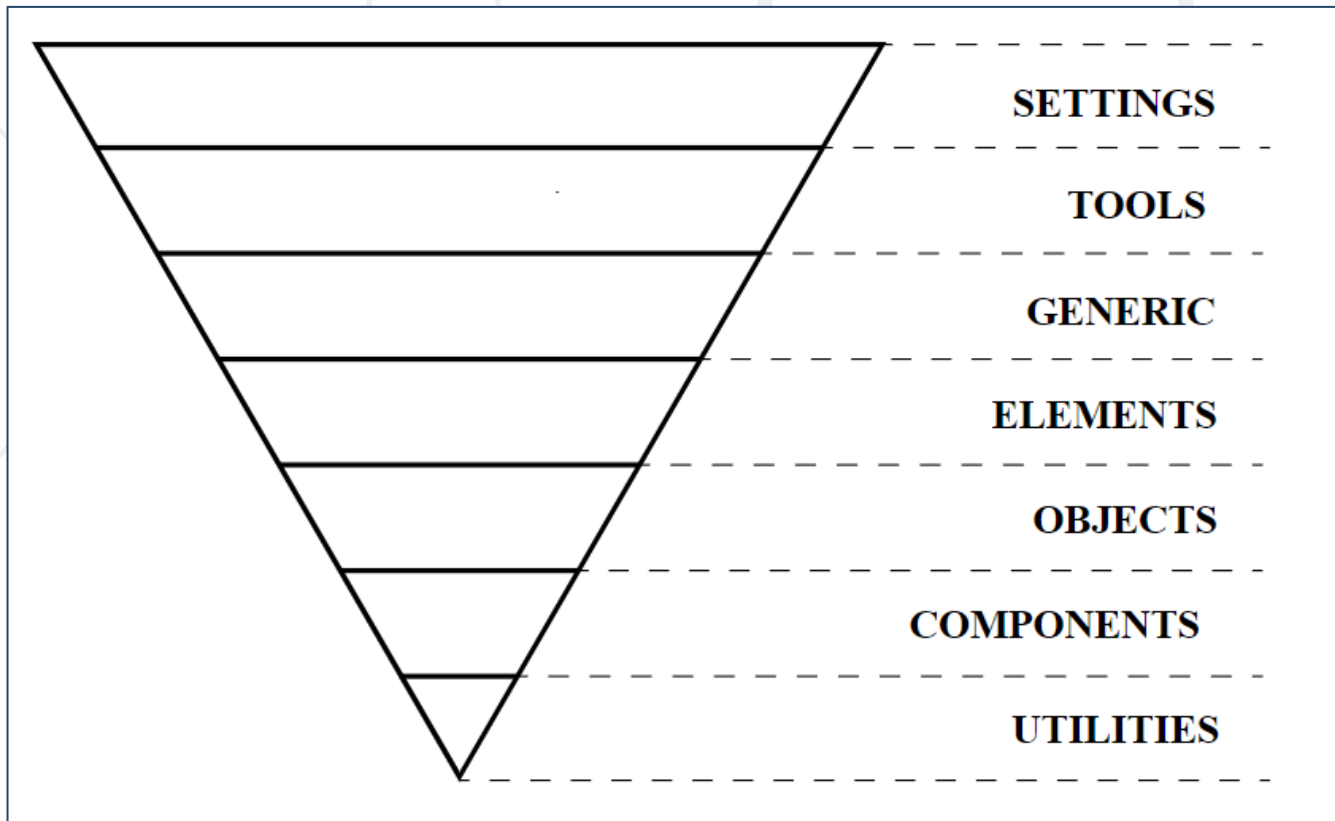 SETTINGS
TOOLS
GENERIC
ELEMENTS
OBJECTS
COMPONENTS
UTILITIES